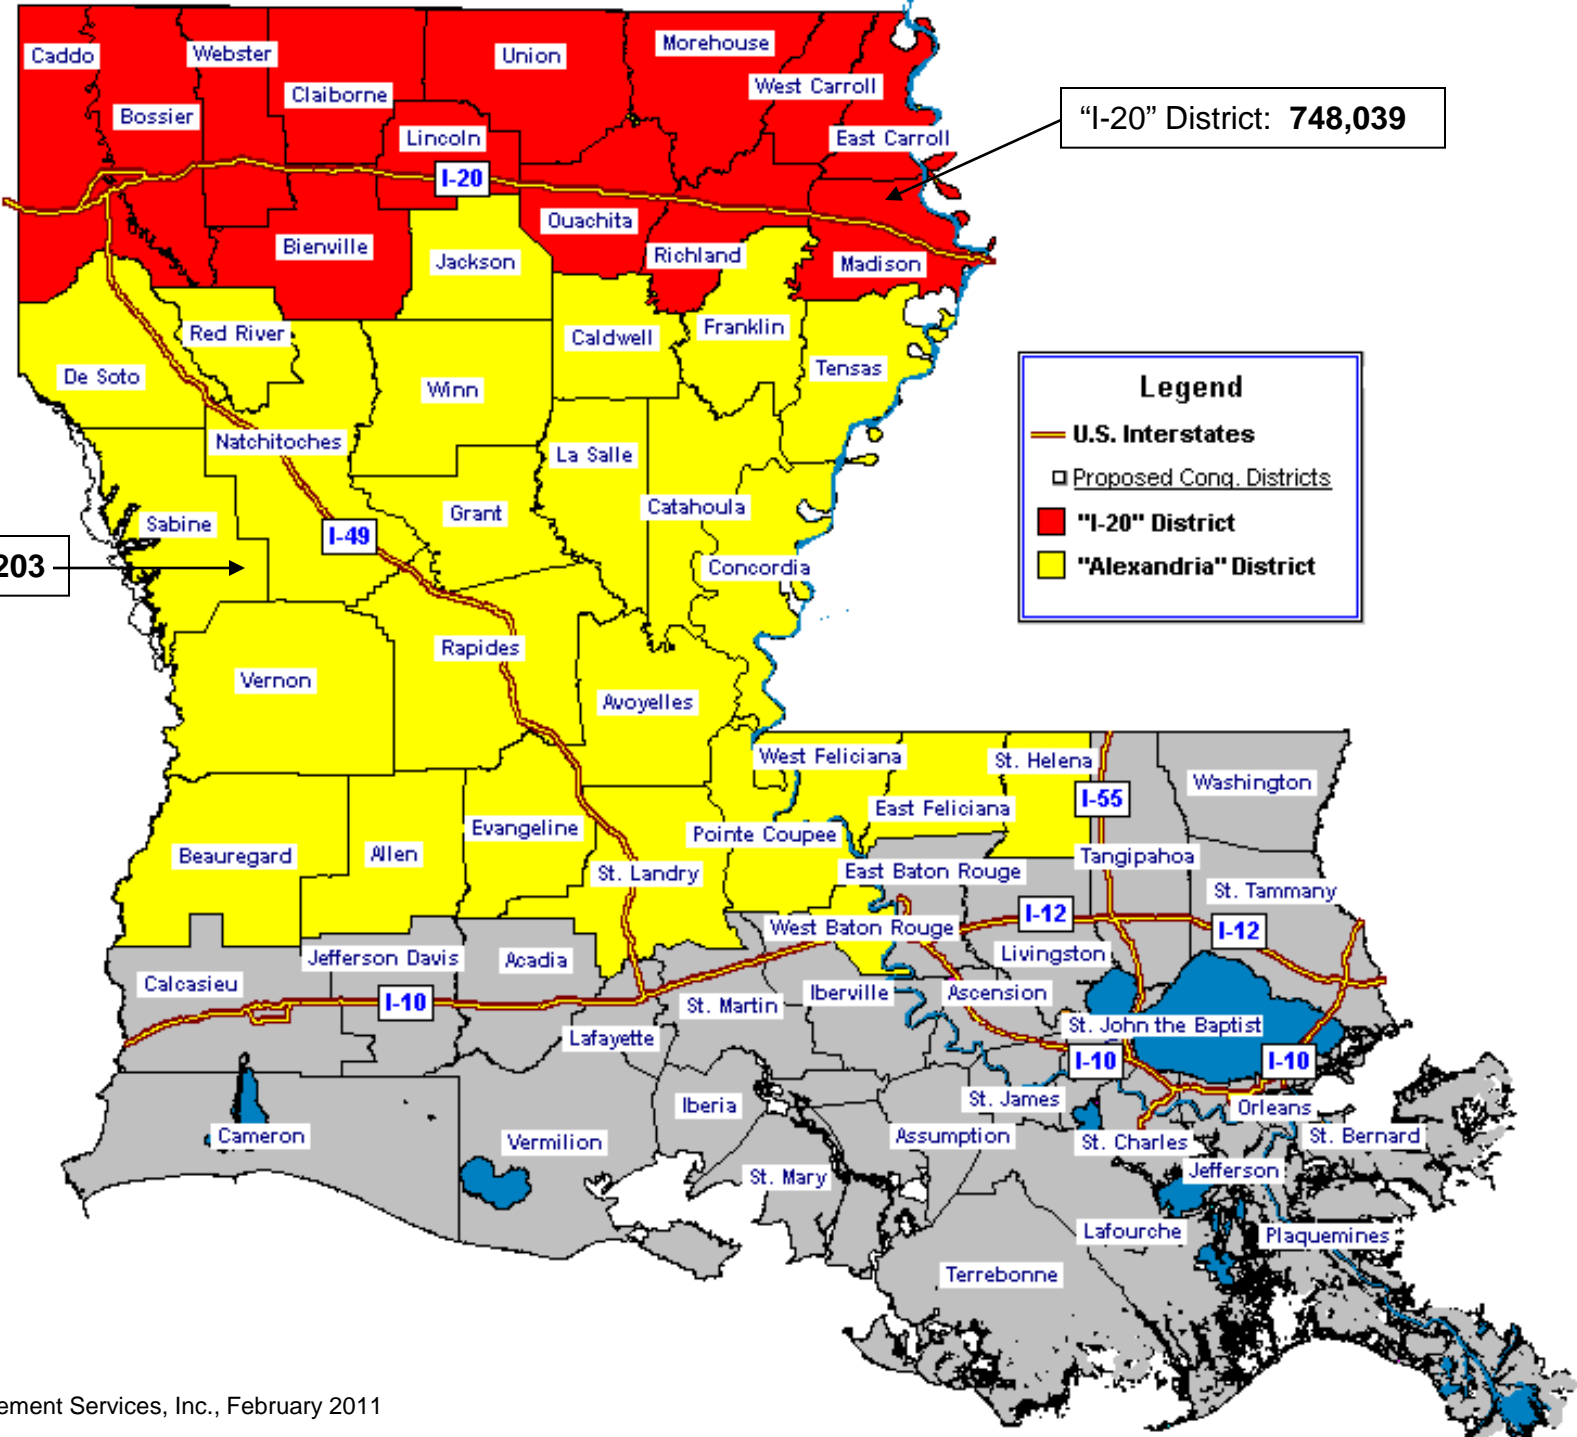 Caddo
Webster
Union
Morehouse
West Carroll
Claiborne
Bossier
Lincoln
East Carroll
"I-20" District: 748,039
I-20
Ouachita
Bienville
Jackson
Richland
Madison
Red River
Caldwell
Franklin
De Soto
Winn
Tensas
Legend
U.S. Interstates
Proposed Cong. Districts
"I-20" District
"Alexandria" District
Natchitoches
La Salle
Catahoula
Grant
Sabine
I-49
203
Concordia
Rapides
Vernon
Avoyelles
West Feliciana
St. Helena
Washington
I-55
East Feliciana
Evangeline
Pointe Coupee
Beauregard
Allen
Tangipahoa
St. Landry
East Baton Rouge
St. Tammany
I-12
West Baton Rouge
I-12
Livingston
Jefferson Davis
Acadia
Calcasieu
Iberville
Ascension
I-10
St. Martin
St. John the Baptist
Lafayette
I-10
I-10
St. James
Iberia
Orleans
Cameron
Vermilion
Assumption
St. Charles
St. Bernard
Jefferson
St. Mary
Lafourche
Plaquemines
Terrebonne
ement Services, Inc., February 2011